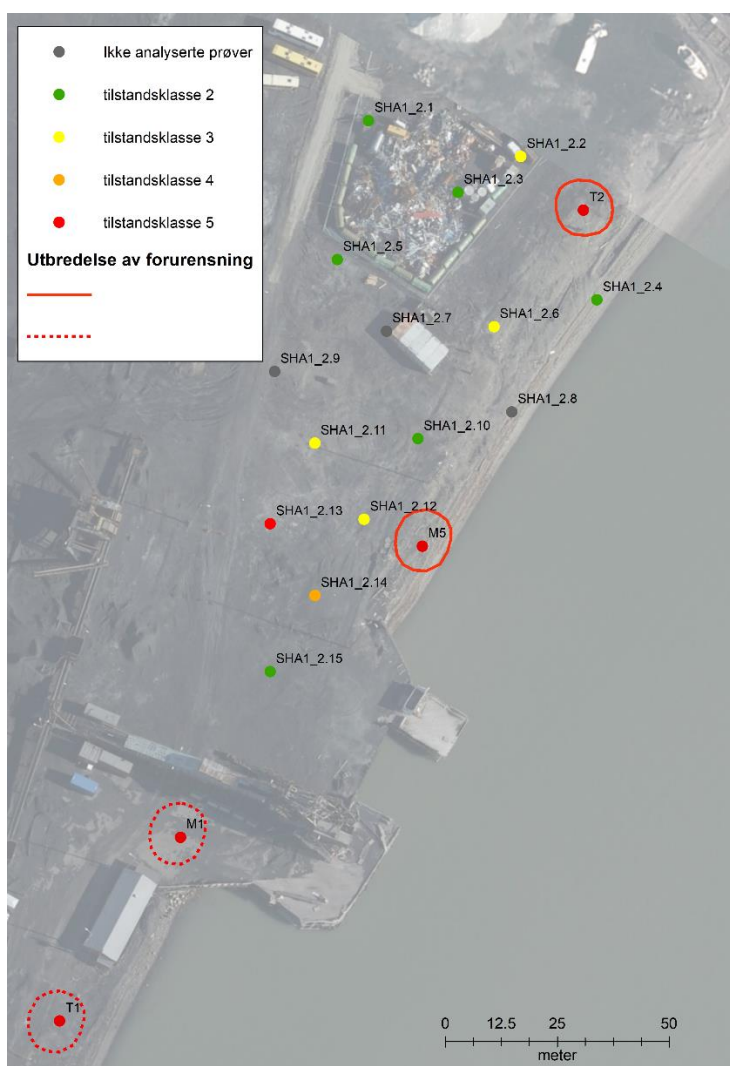 Ikke analyserte prøver
tilstandsklasse 2
tilstandsklasse 3
tilstandsklasse 4
tilstandsklasse 5
Utbredelse av forurensning
SHA1_2.1
SHA1_2.2
SHA1_2.3
T2
SHA1_2.5
SHA1_2.4
SHA1_2.7
SHA1_2.6
SHA1_2.9
SHA1_2.8
SHA1_2.11
SHA1_2.10
SHA1_2.13
SHA1_2.12
M5
SHA1_2.14
SHA1_2.15
M1
T1
0 12.5 25 50
meter